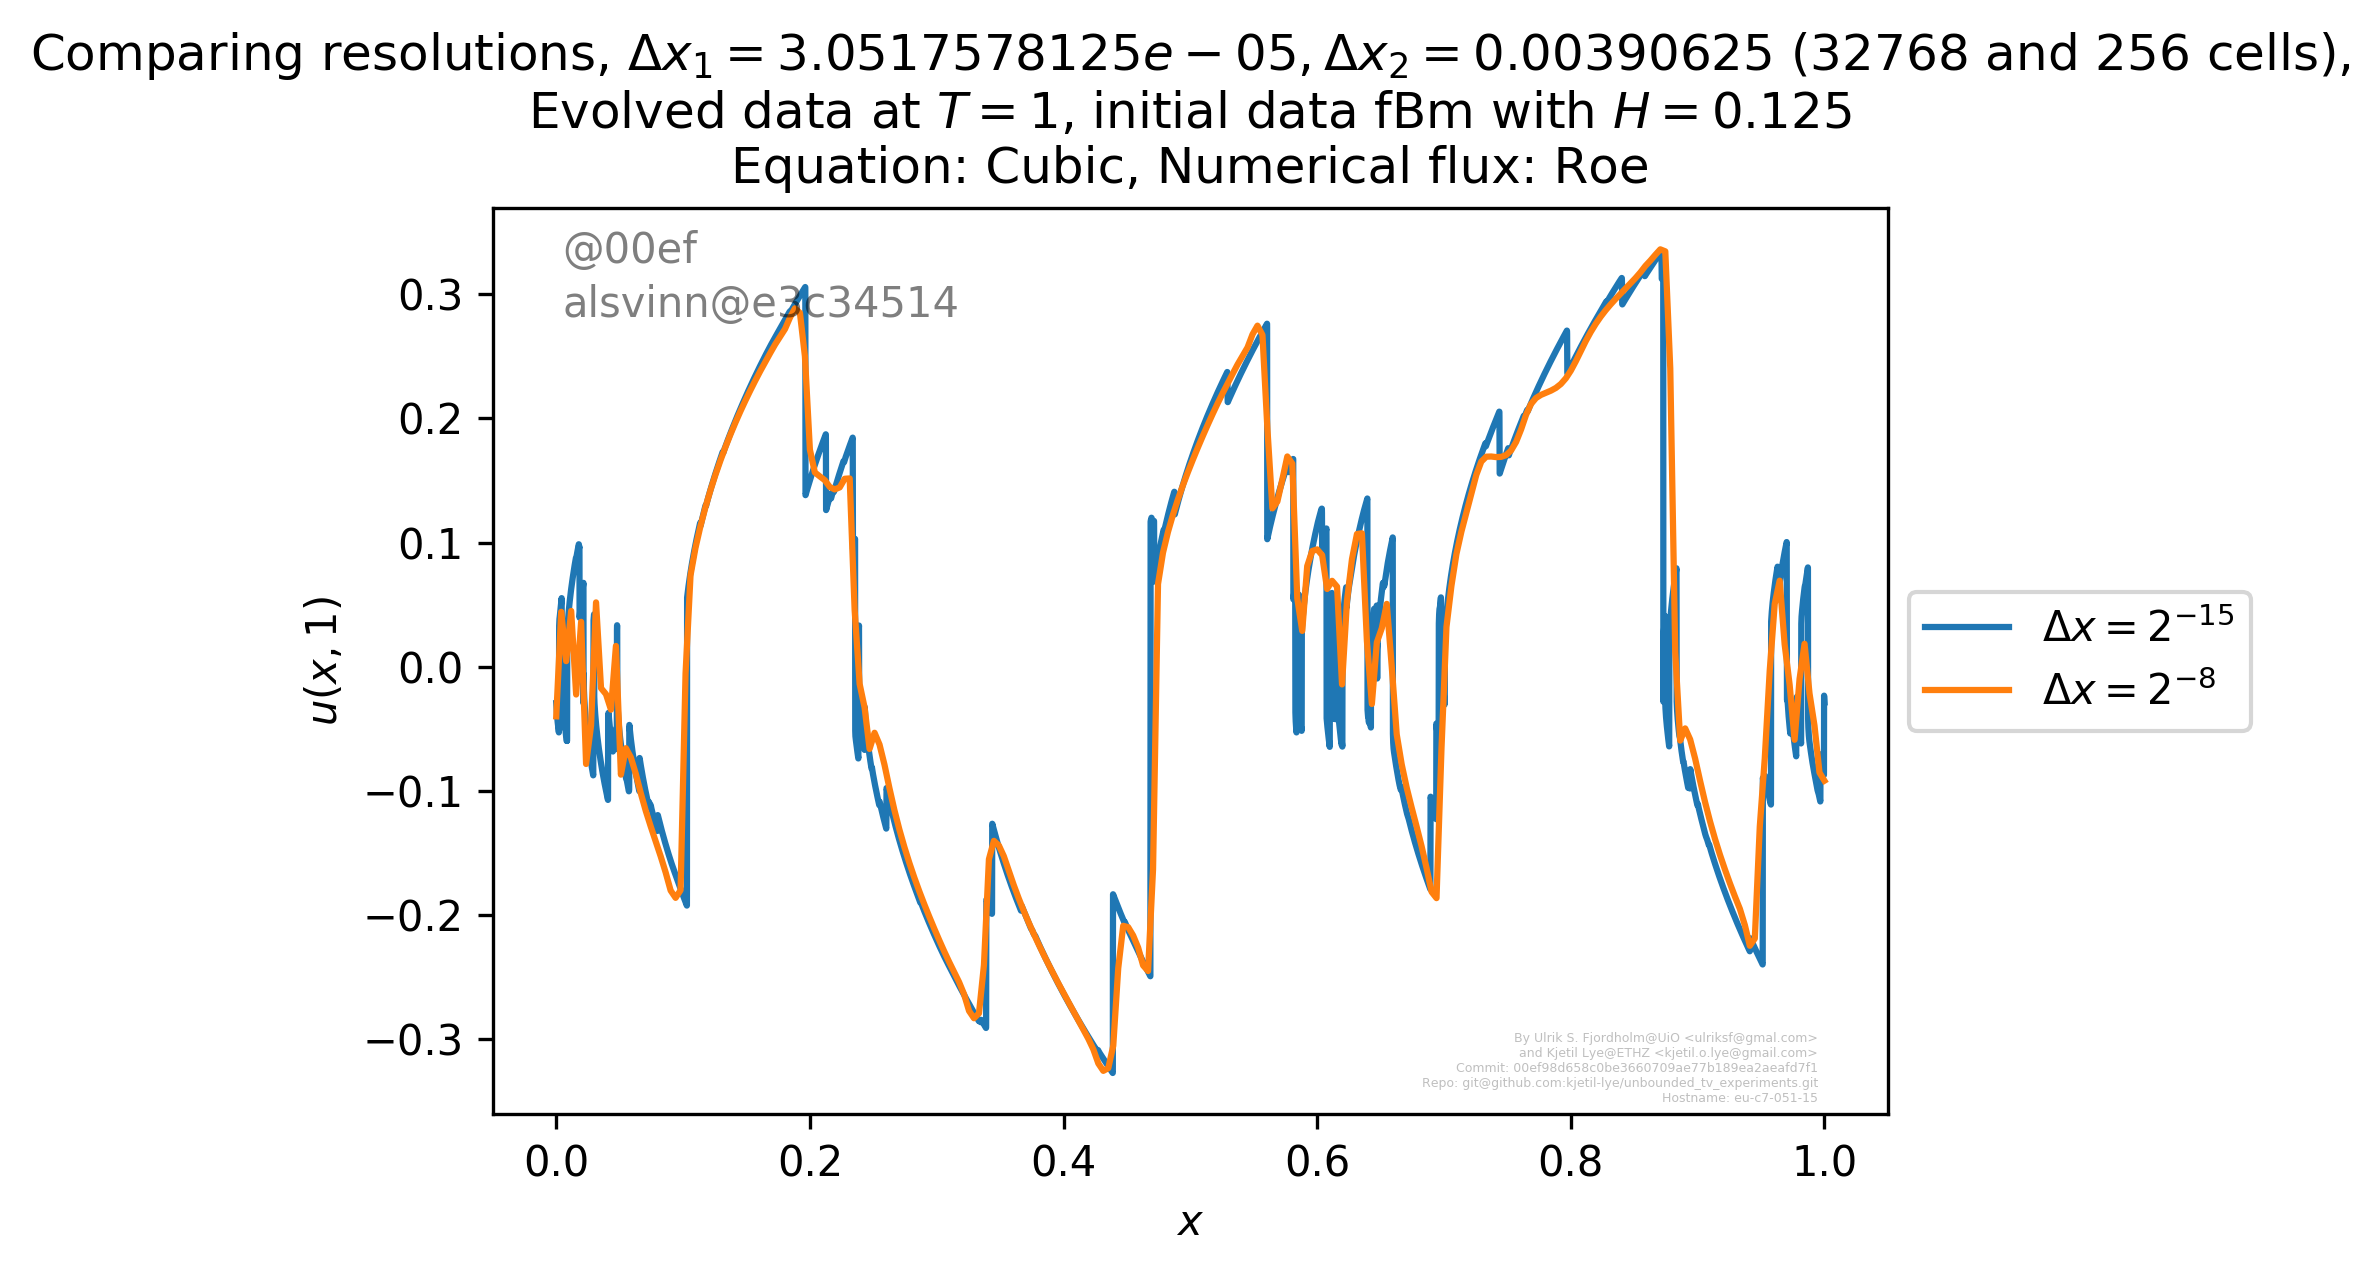 Comparing resolutions, Δx₁ = 3.0517578125e − 05, Δx₂ = 0.00390625 (32768 and 256 cells),
Evolved data at T = 1, initial data fBm with H = 0.125
Equation: Cubic, Numerical flux: Roe
@00ef
alsvinn@e3c34514
0.3
0.2
0.1
0.0
−0.1
−0.2
−0.3
u(x, 1)
Δx = 2⁻¹⁵
Δx = 2⁻⁸
By Ulrik S. Fjordholm@UiO <ulriksf@gmal.com>
and Kjetil Lye@ETHZ <kjetil.o.lye@gmail.com>
Commit: 00ef98d658c0be3660709ae77b189ea2aeafd7f1
Repo: git@github.com:kjetil-lye/unbounded_tv_experiments.git
Hostname: eu-c7-051-15
0.0 0.2 0.4 0.6 0.8 1.0
x